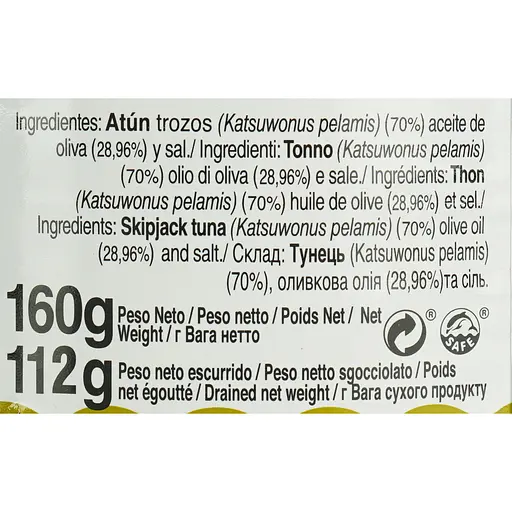 Ingredientes: Atún trozos (Katsuwonus pelamis) (70%) aceite de
oliva (28,96%) y sal./ Ingredienti: Tonno (Katsuwonus pelamis)
(70%) olio di oliva (28,96%) e sale./ Ingrédients: Thon
(Katsuwonus pelamis) (70%) huile de olive (28,96%) et sel./
Ingredients: Skipjack tuna (Katsuwonus pelamis) (70%) olive oil
(28,96%) and salt./ Склад: Тунець (Katsuwonus pelamis)
(70%), оливкова олія (28,96%)та сіль.
160g Peso Neto / Peso netto / Poids Net / Net
Weight / г Вага нетто
® SAFE ®
112g Peso neto escurrido / Peso netto sgocciolato / Poids
net égoutté / Drained net weight / г Вага сухого продукту